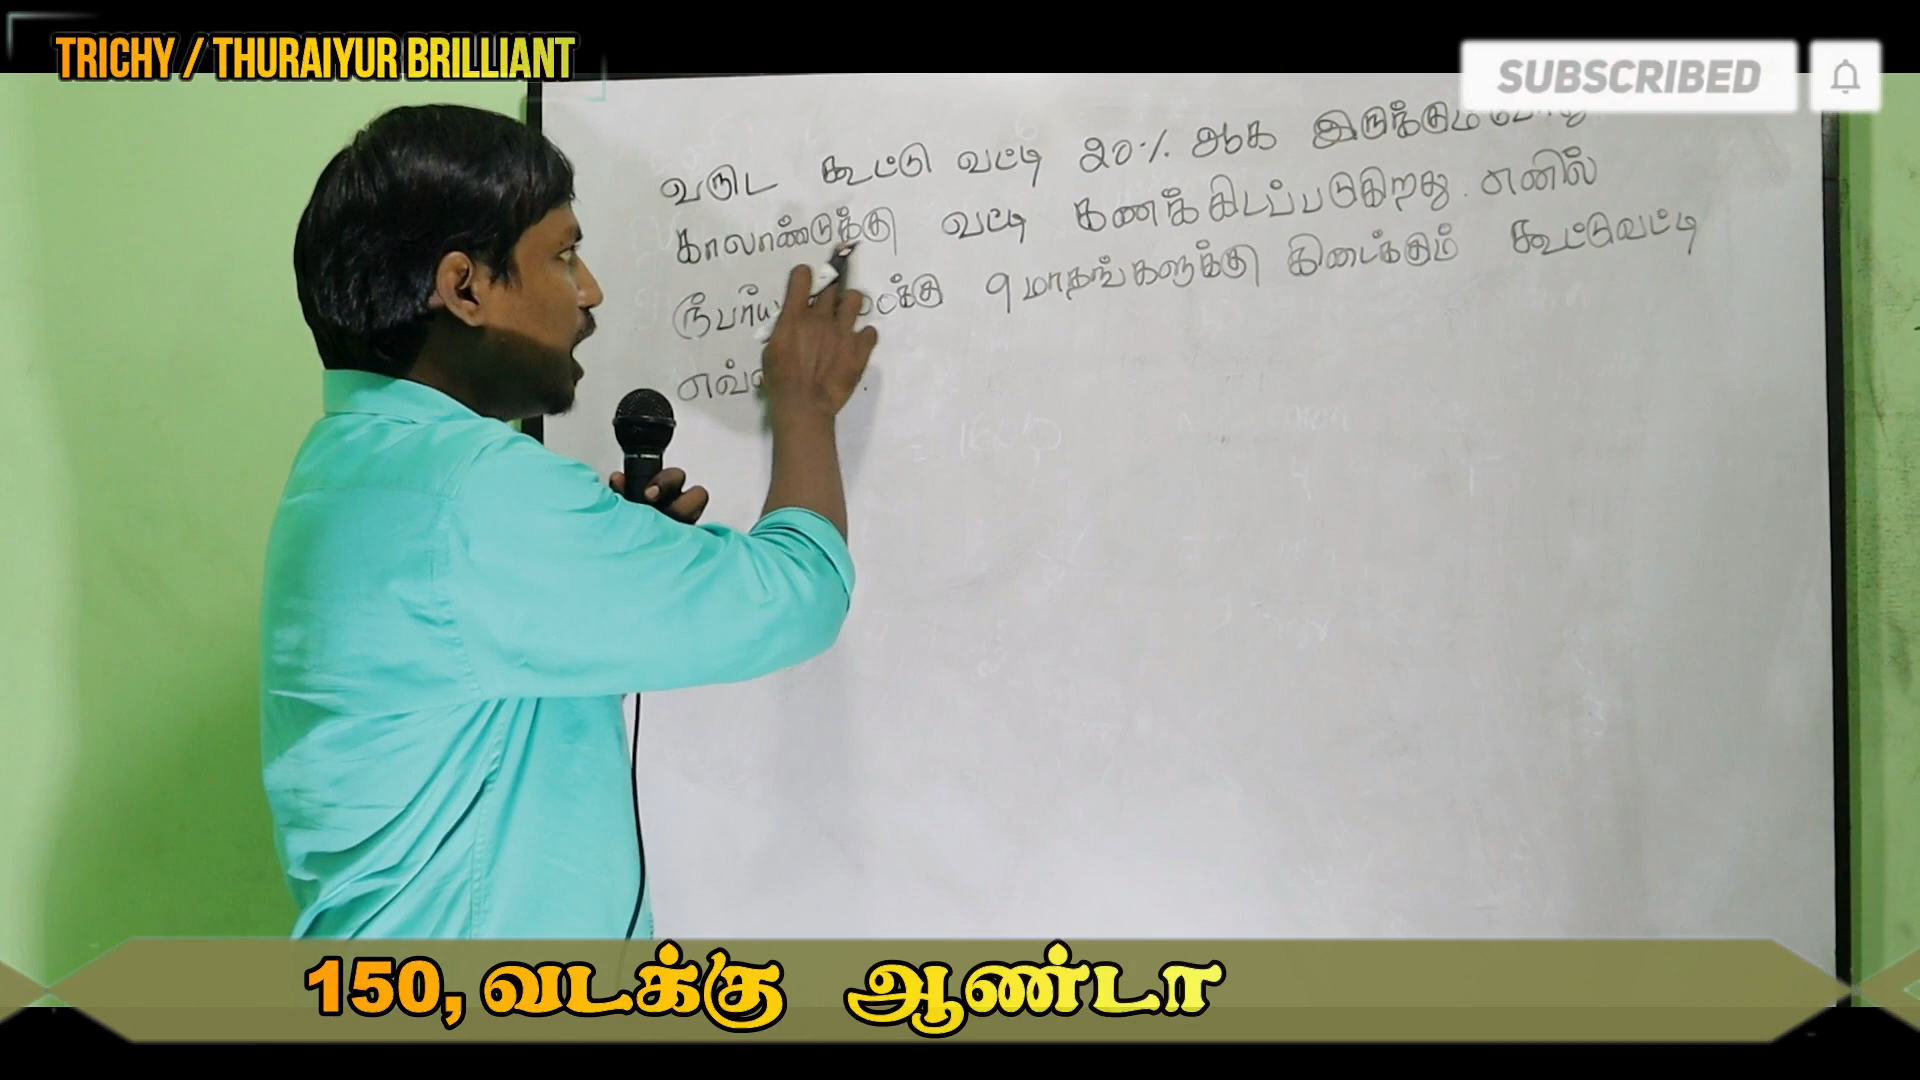 TRICHY / THURAIYUR BRILLIANT
SUBSCRIBED
வருட கூட்டு வட்டி 20% ஆக இருக்கும்
காலாண்டுக்கு வட்டி கணக்கிடப்படுகிறது. எனில்
9 மாதங்களுக்கு கிடைக்கும் கூட்டுவட்டி
150, வடக்கு ஆண்டா